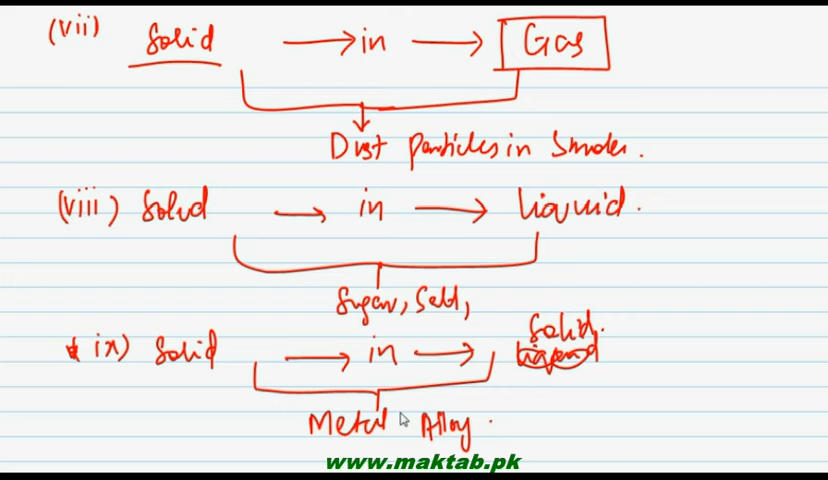 (vii) Solid → in → Gas
Dust Particles in Smoke.
(viii) Solid → in → Liquid.
Sugar, Salt,
ix) Solid → in → Solid.
Metal Alloy.
www.maktab.pk